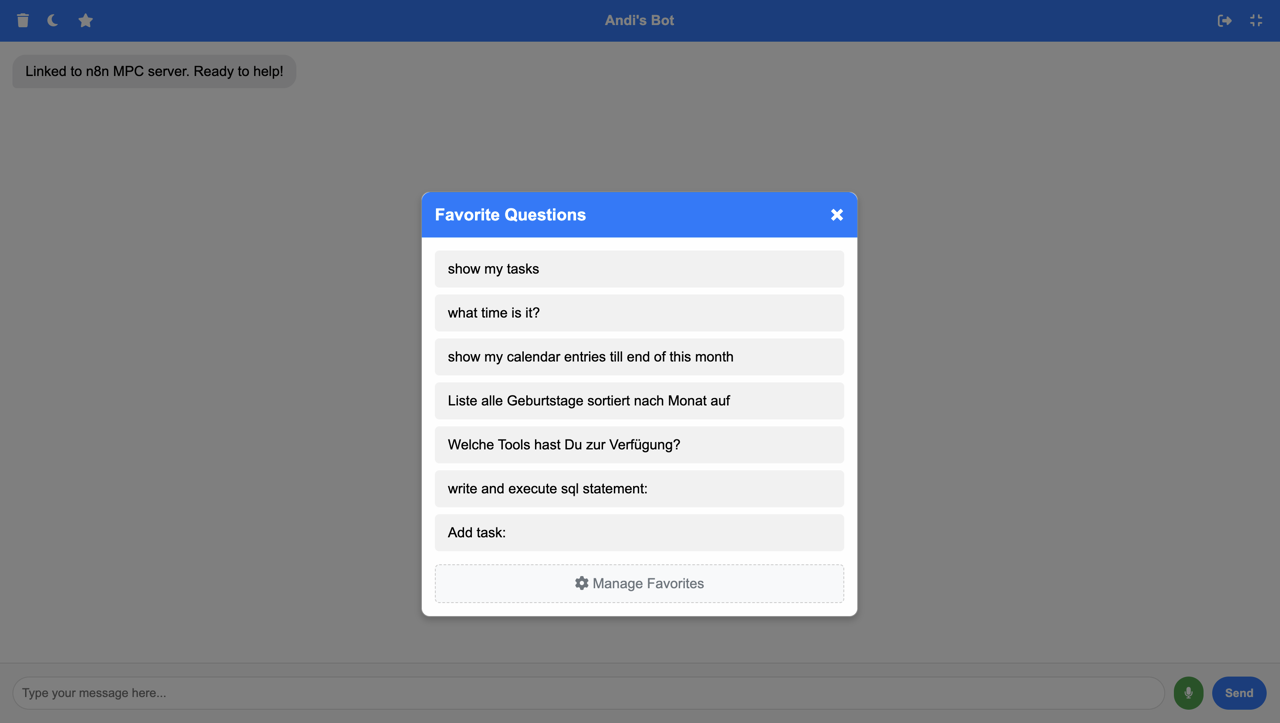 Andi's Bot
Linked to n8n MPC server. Ready to help!
Favorite Questions
show my tasks
what time is it?
show my calendar entries till end of this month
Liste alle Geburtstage sortiert nach Monat auf
Welche Tools hast Du zur Verfügung?
write and execute sql statement:
Add task:
Manage Favorites
Type your message here...
Send